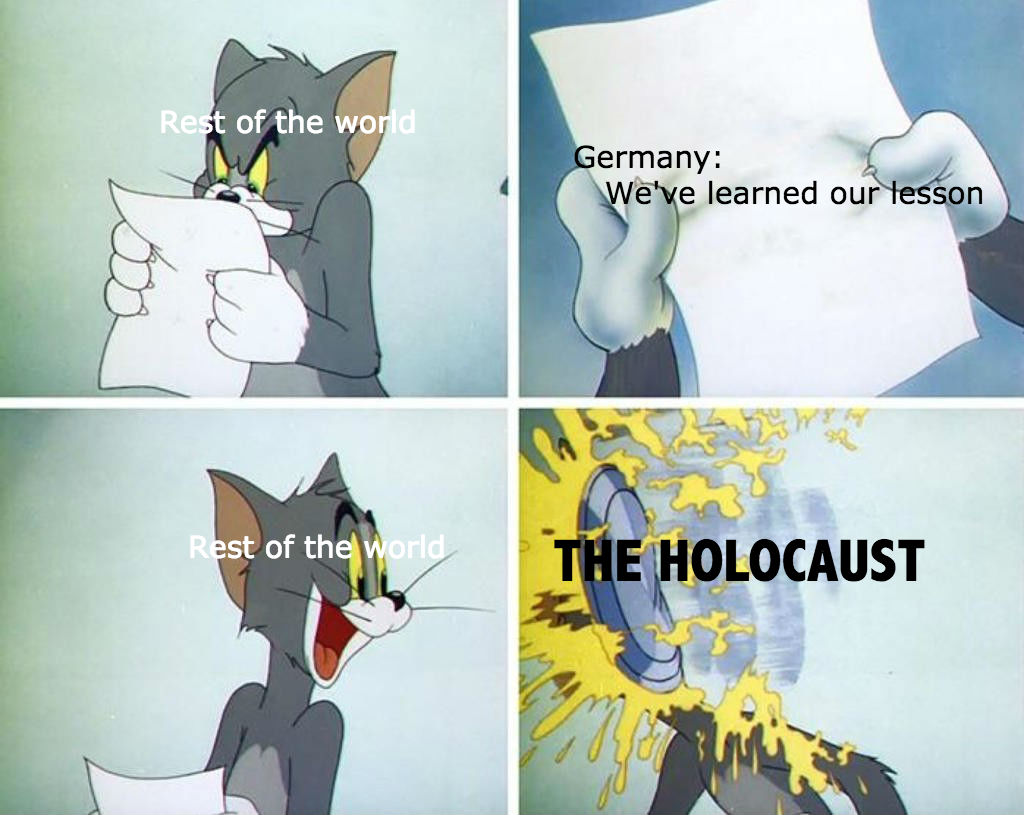 Rest of the world
Germany:
We've learned our lesson
Rest of the world
THE HOLOCAUST